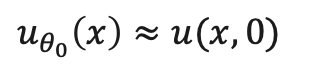 u_{θ_0}(x) ≈ u(x, 0)